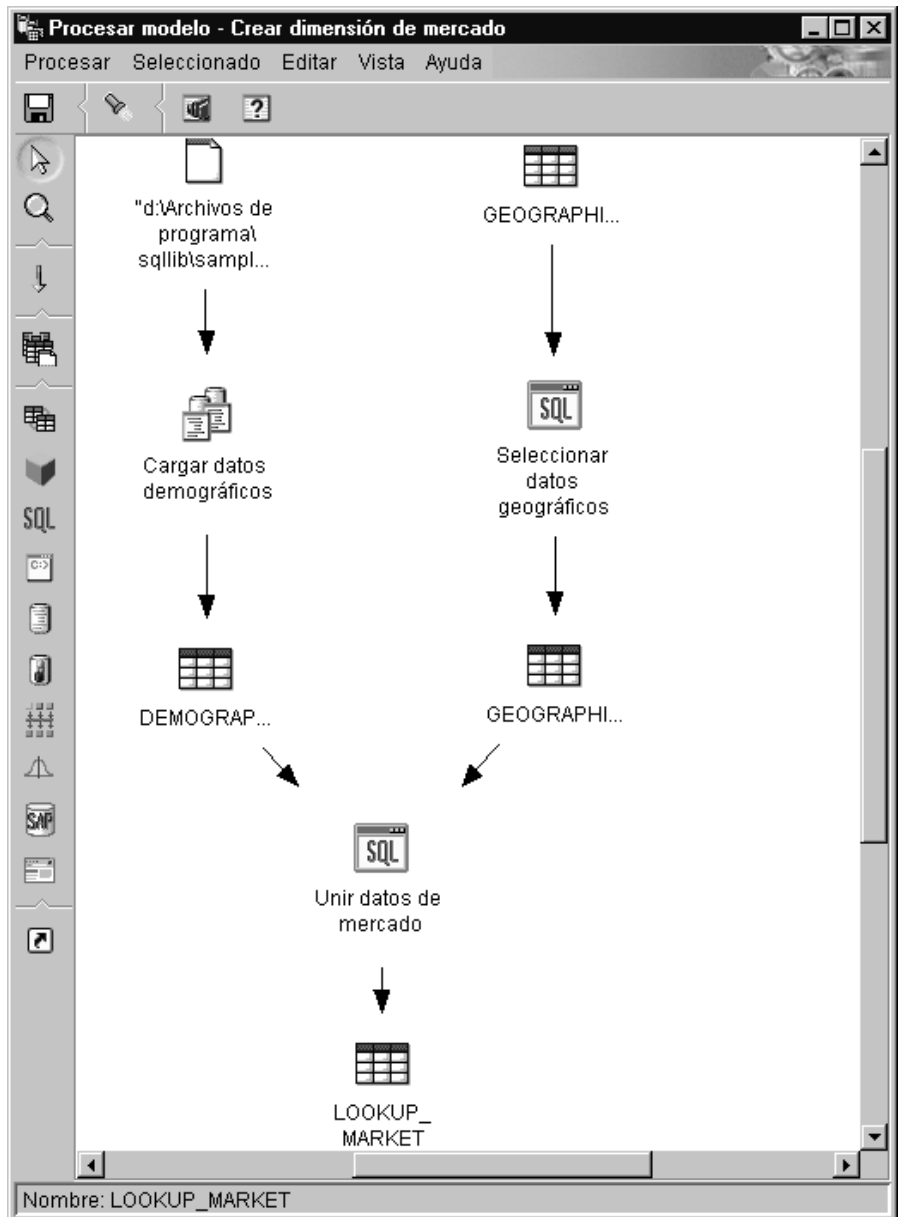 Procesar modelo - Crear dimensión de mercado
Procesar Seleccionado Editar Vista Ayuda
"d:\Archivos de
programa\
sqllib\sampl...
GEOGRAPHI...
Cargar datos
demográficos
SQL
Seleccionar
datos
geográficos
SQL
C:>
SAP
DEMOGRAP...
GEOGRAPHI...
SQL
Unir datos de
mercado
LOOKUP_
MARKET
Nombre: LOOKUP_MARKET